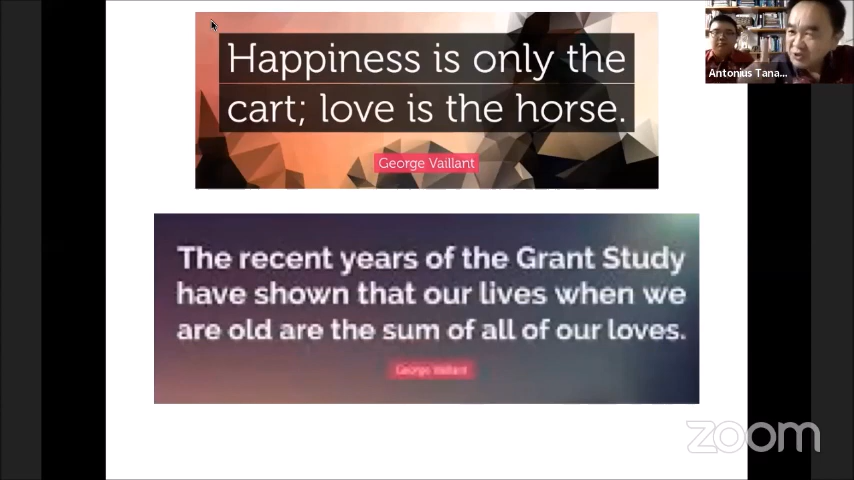 Happiness is only the
cart; love is the horse.
George Vaillant
The recent years of the Grant Study
have shown that our lives when we
are old are the sum of all of our loves.
George Vaillant
Antonius Tana...
zoom